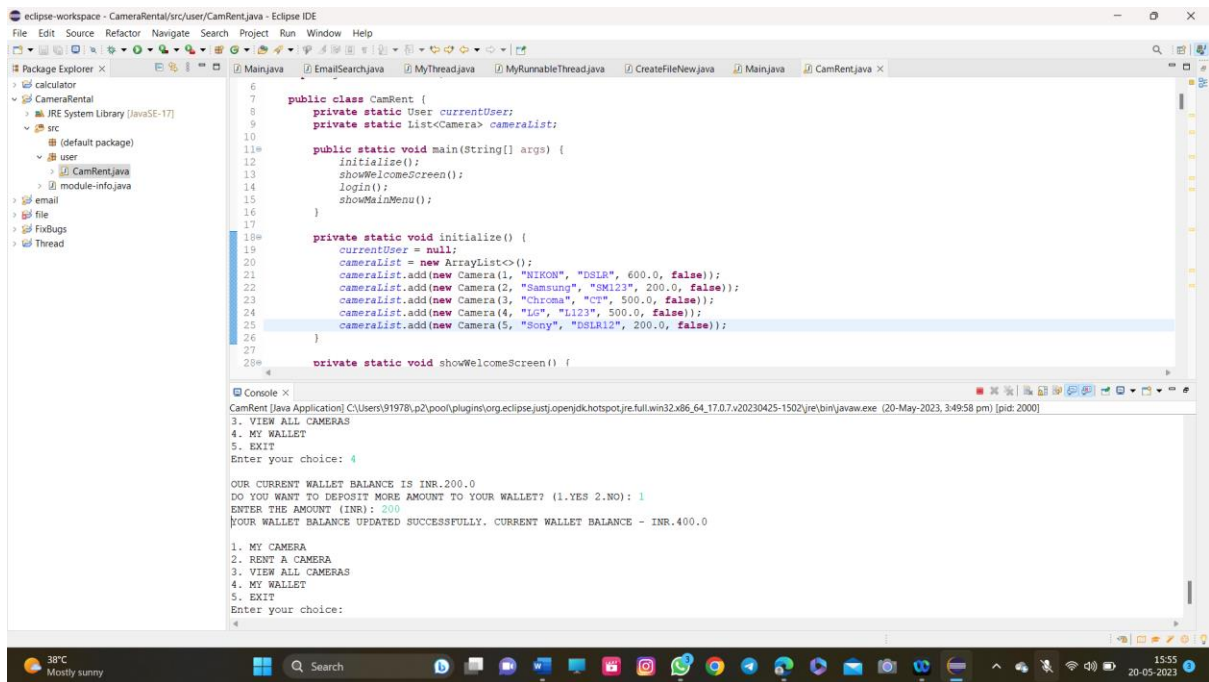 eclipse-workspace - CameraRental/src/user/CamRent.java - Eclipse IDE
File Edit Source Refactor Navigate Search Project Run Window Help
Package Explorer
Main.java EmailSearch.java MyThread.java MyRunnableThread.java CreateFileNew.java Main.java CamRent.java
calculator
CameraRental
JRE System Library [JavaSE-17]
src
(default package)
user
CamRent.java
module-info.java
email
file
FixBugs
Thread
6
7 public class CamRent {
8 private static User currentUser;
9 private static List<Camera> cameraList;
10
11 public static void main(String[] args) {
12 initialize();
13 showWelcomeScreen();
14 login();
15 showMainMenu();
16 }
17
18 private static void initialize() {
19 currentUser = null;
20 cameraList = new ArrayList<>();
21 cameraList.add(new Camera(1, "NIKON", "DSLR", 600.0, false));
22 cameraList.add(new Camera(2, "Samsung", "SM123", 200.0, false));
23 cameraList.add(new Camera(3, "Chroma", "CT", 500.0, false));
24 cameraList.add(new Camera(4, "LG", "L123", 500.0, false));
25 cameraList.add(new Camera(5, "Sony", "DSLR12", 200.0, false));
26 }
27
28 private static void showWelcomeScreen() {
Console
CamRent [Java Application] C:\Users\91978\.p2\pool\plugins\org.eclipse.justj.openjdk.hotspot.jre.full.win32.x86_64_17.0.7.v20230425-1502\jre\bin\javaw.exe (20-May-2023, 3:49:58 pm) [pid: 2000]
3. VIEW ALL CAMERAS
4. MY WALLET
5. EXIT
Enter your choice: 4
OUR CURRENT WALLET BALANCE IS INR.200.0
DO YOU WANT TO DEPOSIT MORE AMOUNT TO YOUR WALLET? (1.YES 2.NO): 1
ENTER THE AMOUNT (INR): 200
YOUR WALLET BALANCE UPDATED SUCCESSFULLY. CURRENT WALLET BALANCE - INR.400.0
1. MY CAMERA
2. RENT A CAMERA
3. VIEW ALL CAMERAS
4. MY WALLET
5. EXIT
Enter your choice:
38°C
Mostly sunny
Search
15:55
20-05-2023